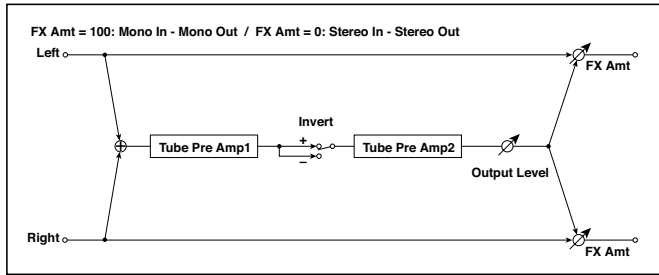 FX Amt = 100: Mono In - Mono Out / FX Amt = 0: Stereo In - Stereo Out
Left
FX Amt
Invert
+
Tube Pre Amp1
Tube Pre Amp2
−
Output Level
Right
FX Amt